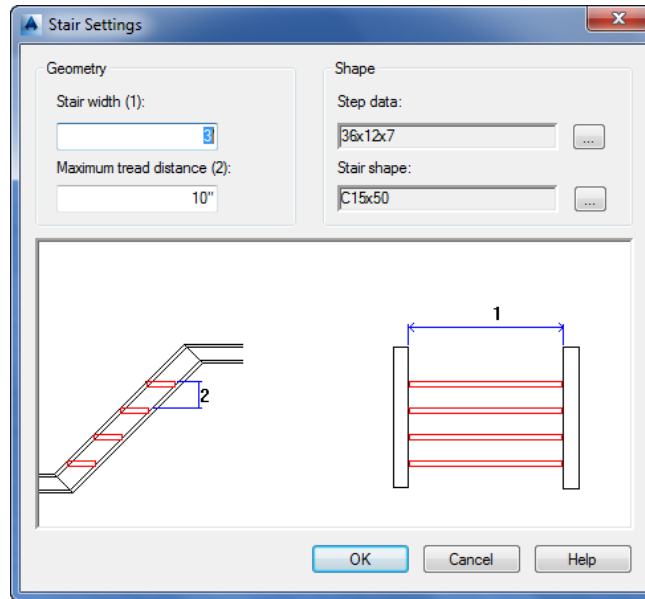 Stair Settings
Geometry
Stair width (1):
3'
Maximum tread distance (2):
10"
Shape
Step data:
36x12x7
...
Stair shape:
C15x50
...
2
1
OK
Cancel
Help